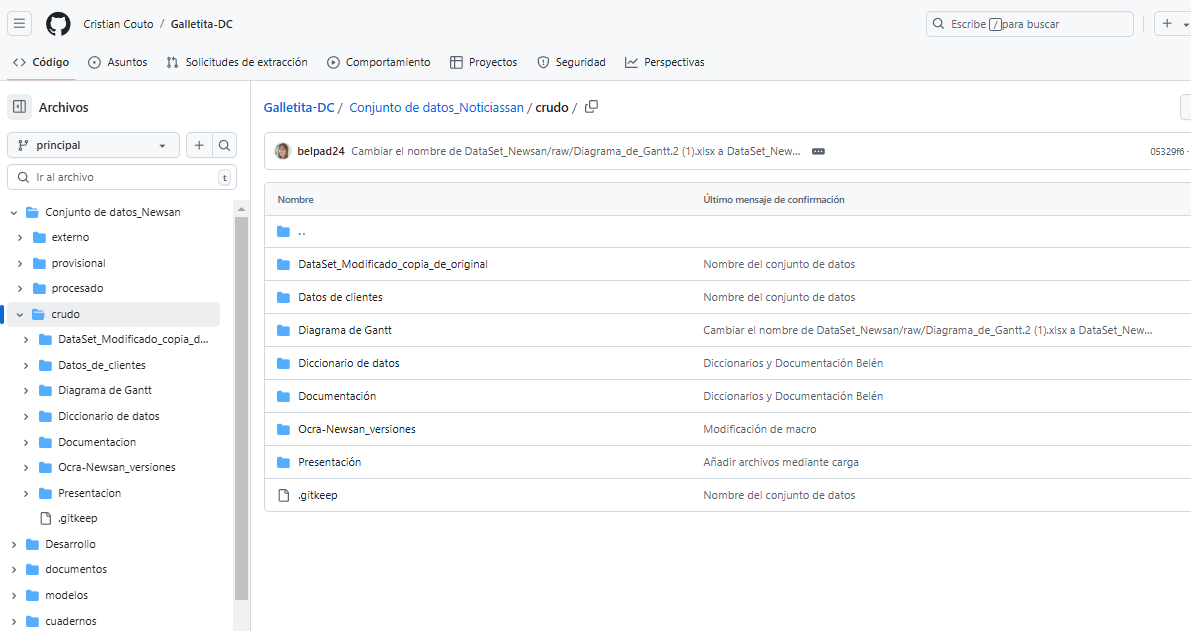 Cristian Couto / Galletita-DC
Escribe / para buscar
Código Asuntos Solicitudes de extracción Comportamiento Proyectos Seguridad Perspectivas
Archivos
principal
Ir al archivo t
Conjunto de datos_Newsan
externo
provisional
procesado
crudo
DataSet_Modificado_copia_d...
Datos_de_clientes
Diagrama de Gantt
Diccionario de datos
Documentacion
Ocra-Newsan_versiones
Presentacion
.gitkeep
Desarrollo
documentos
modelos
cuadernos
Galletita-DC / Conjunto de datos_Noticiassan / crudo /
belpad24 Cambiar el nombre de DataSet_Newsan/raw/Diagrama_de_Gantt.2 (1).xlsx a DataSet_New... 05329f6 ·
Nombre Último mensaje de confirmación
..
DataSet_Modificado_copia_de_original Nombre del conjunto de datos
Datos de clientes Nombre del conjunto de datos
Diagrama de Gantt Cambiar el nombre de DataSet_Newsan/raw/Diagrama_de_Gantt.2 (1).xlsx a DataSet_New...
Diccionario de datos Diccionarios y Documentación Belén
Documentación Diccionarios y Documentación Belén
Ocra-Newsan_versiones Modificación de macro
Presentación Añadir archivos mediante carga
.gitkeep Nombre del conjunto de datos